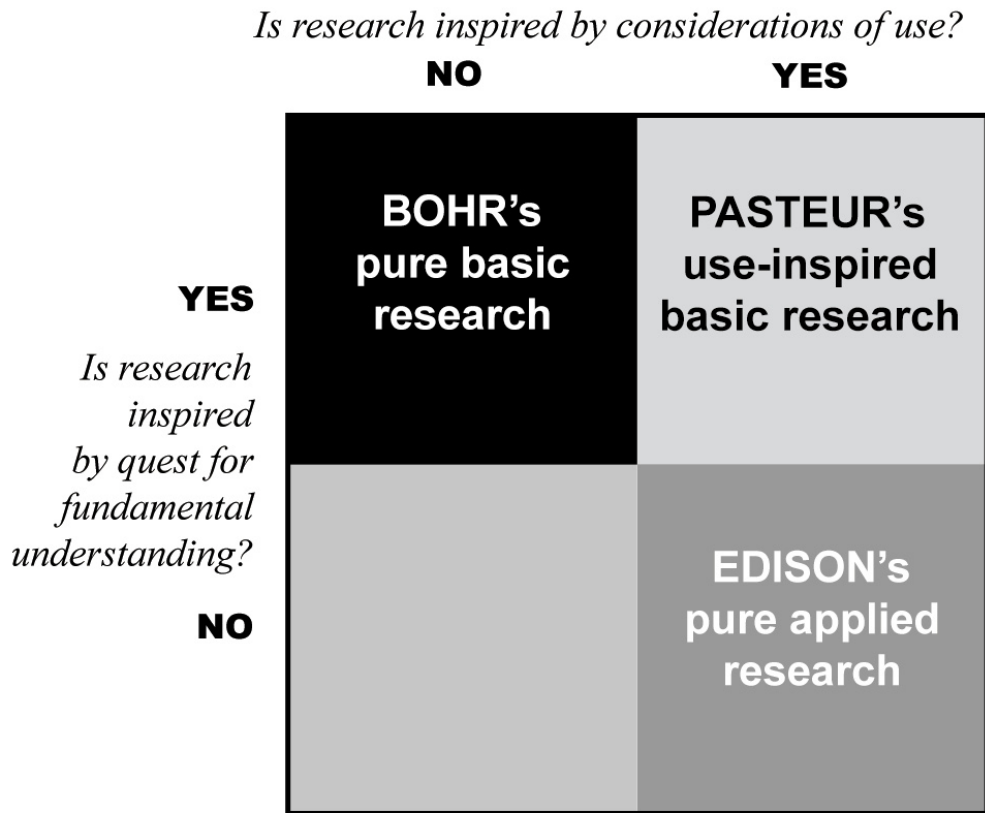 Is research inspired by considerations of use?
NO
YES
BOHR’s
pure basic
research
PASTEUR’s
use-inspired
basic research
YES
Is research
inspired
by quest for
fundamental
understanding?
NO
EDISON’s
pure applied
research